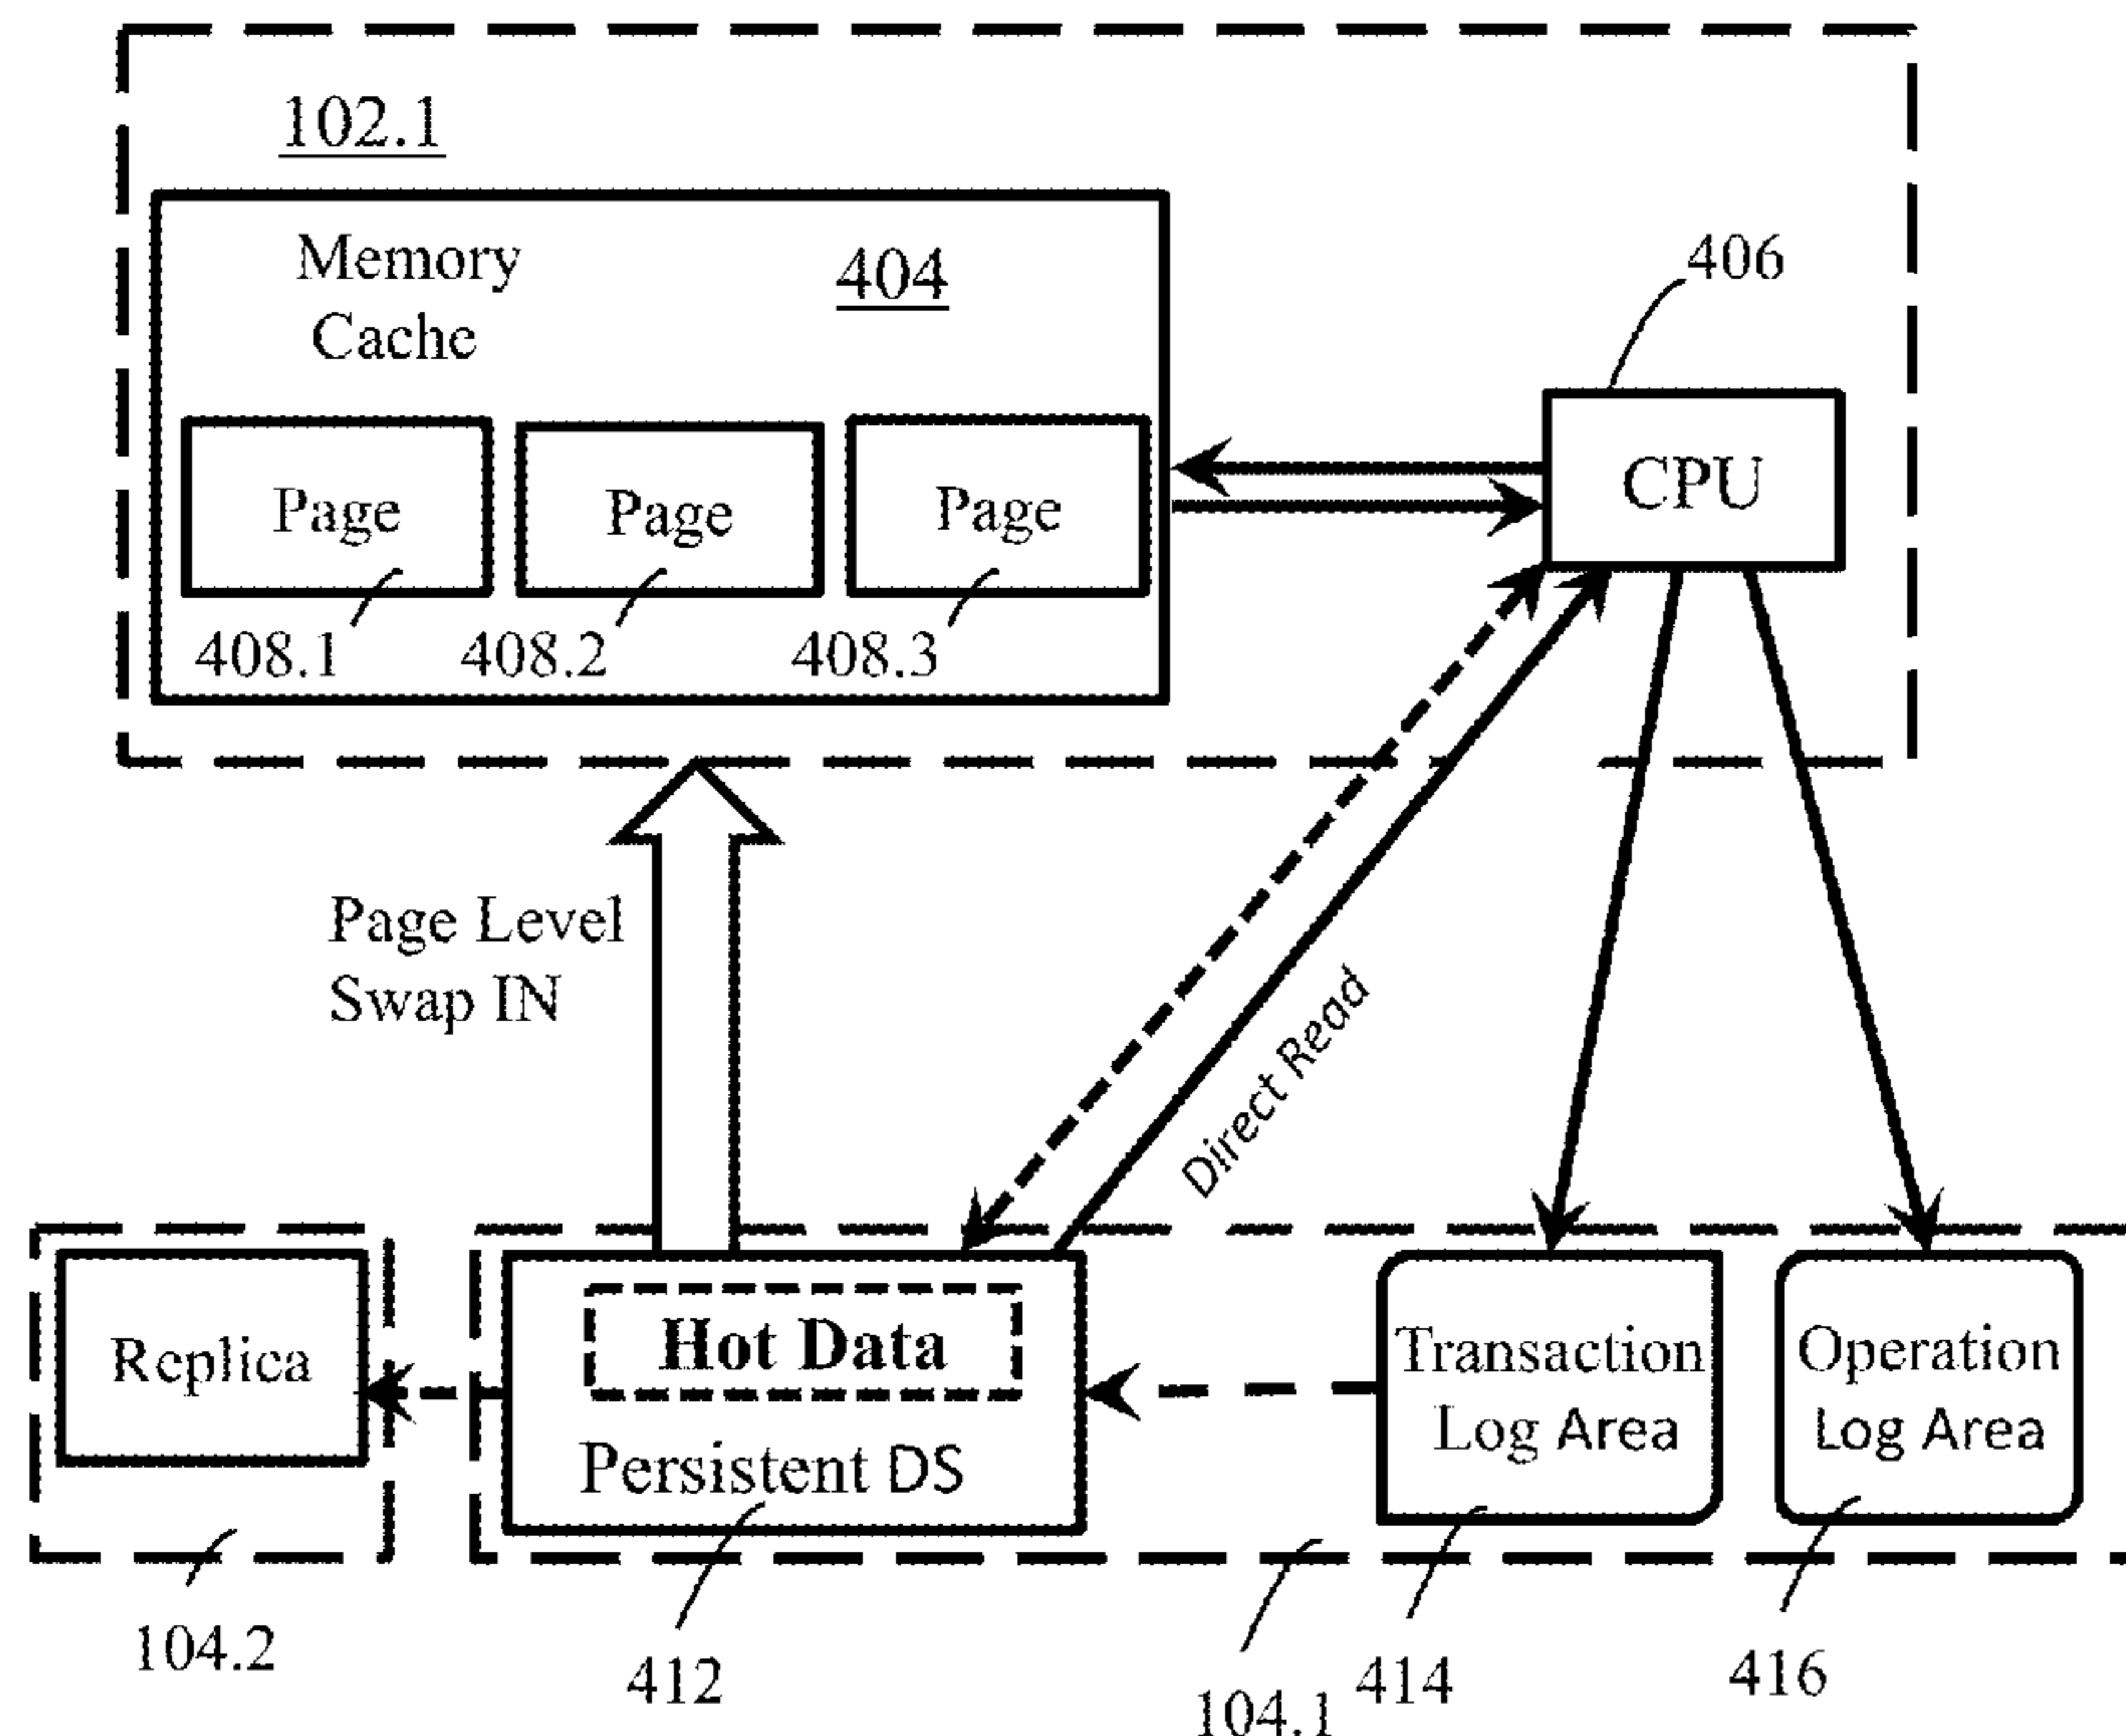 102.1
Memory
Cache
404
406
CPU
Page
Page
Page
408.1
408.2
408.3
Page Level
Swap IN
Direct Read
Replica
Hot Data
Persistent DS
Transaction
Log Area
Operation
Log Area
104.2
412
104.1
414
416